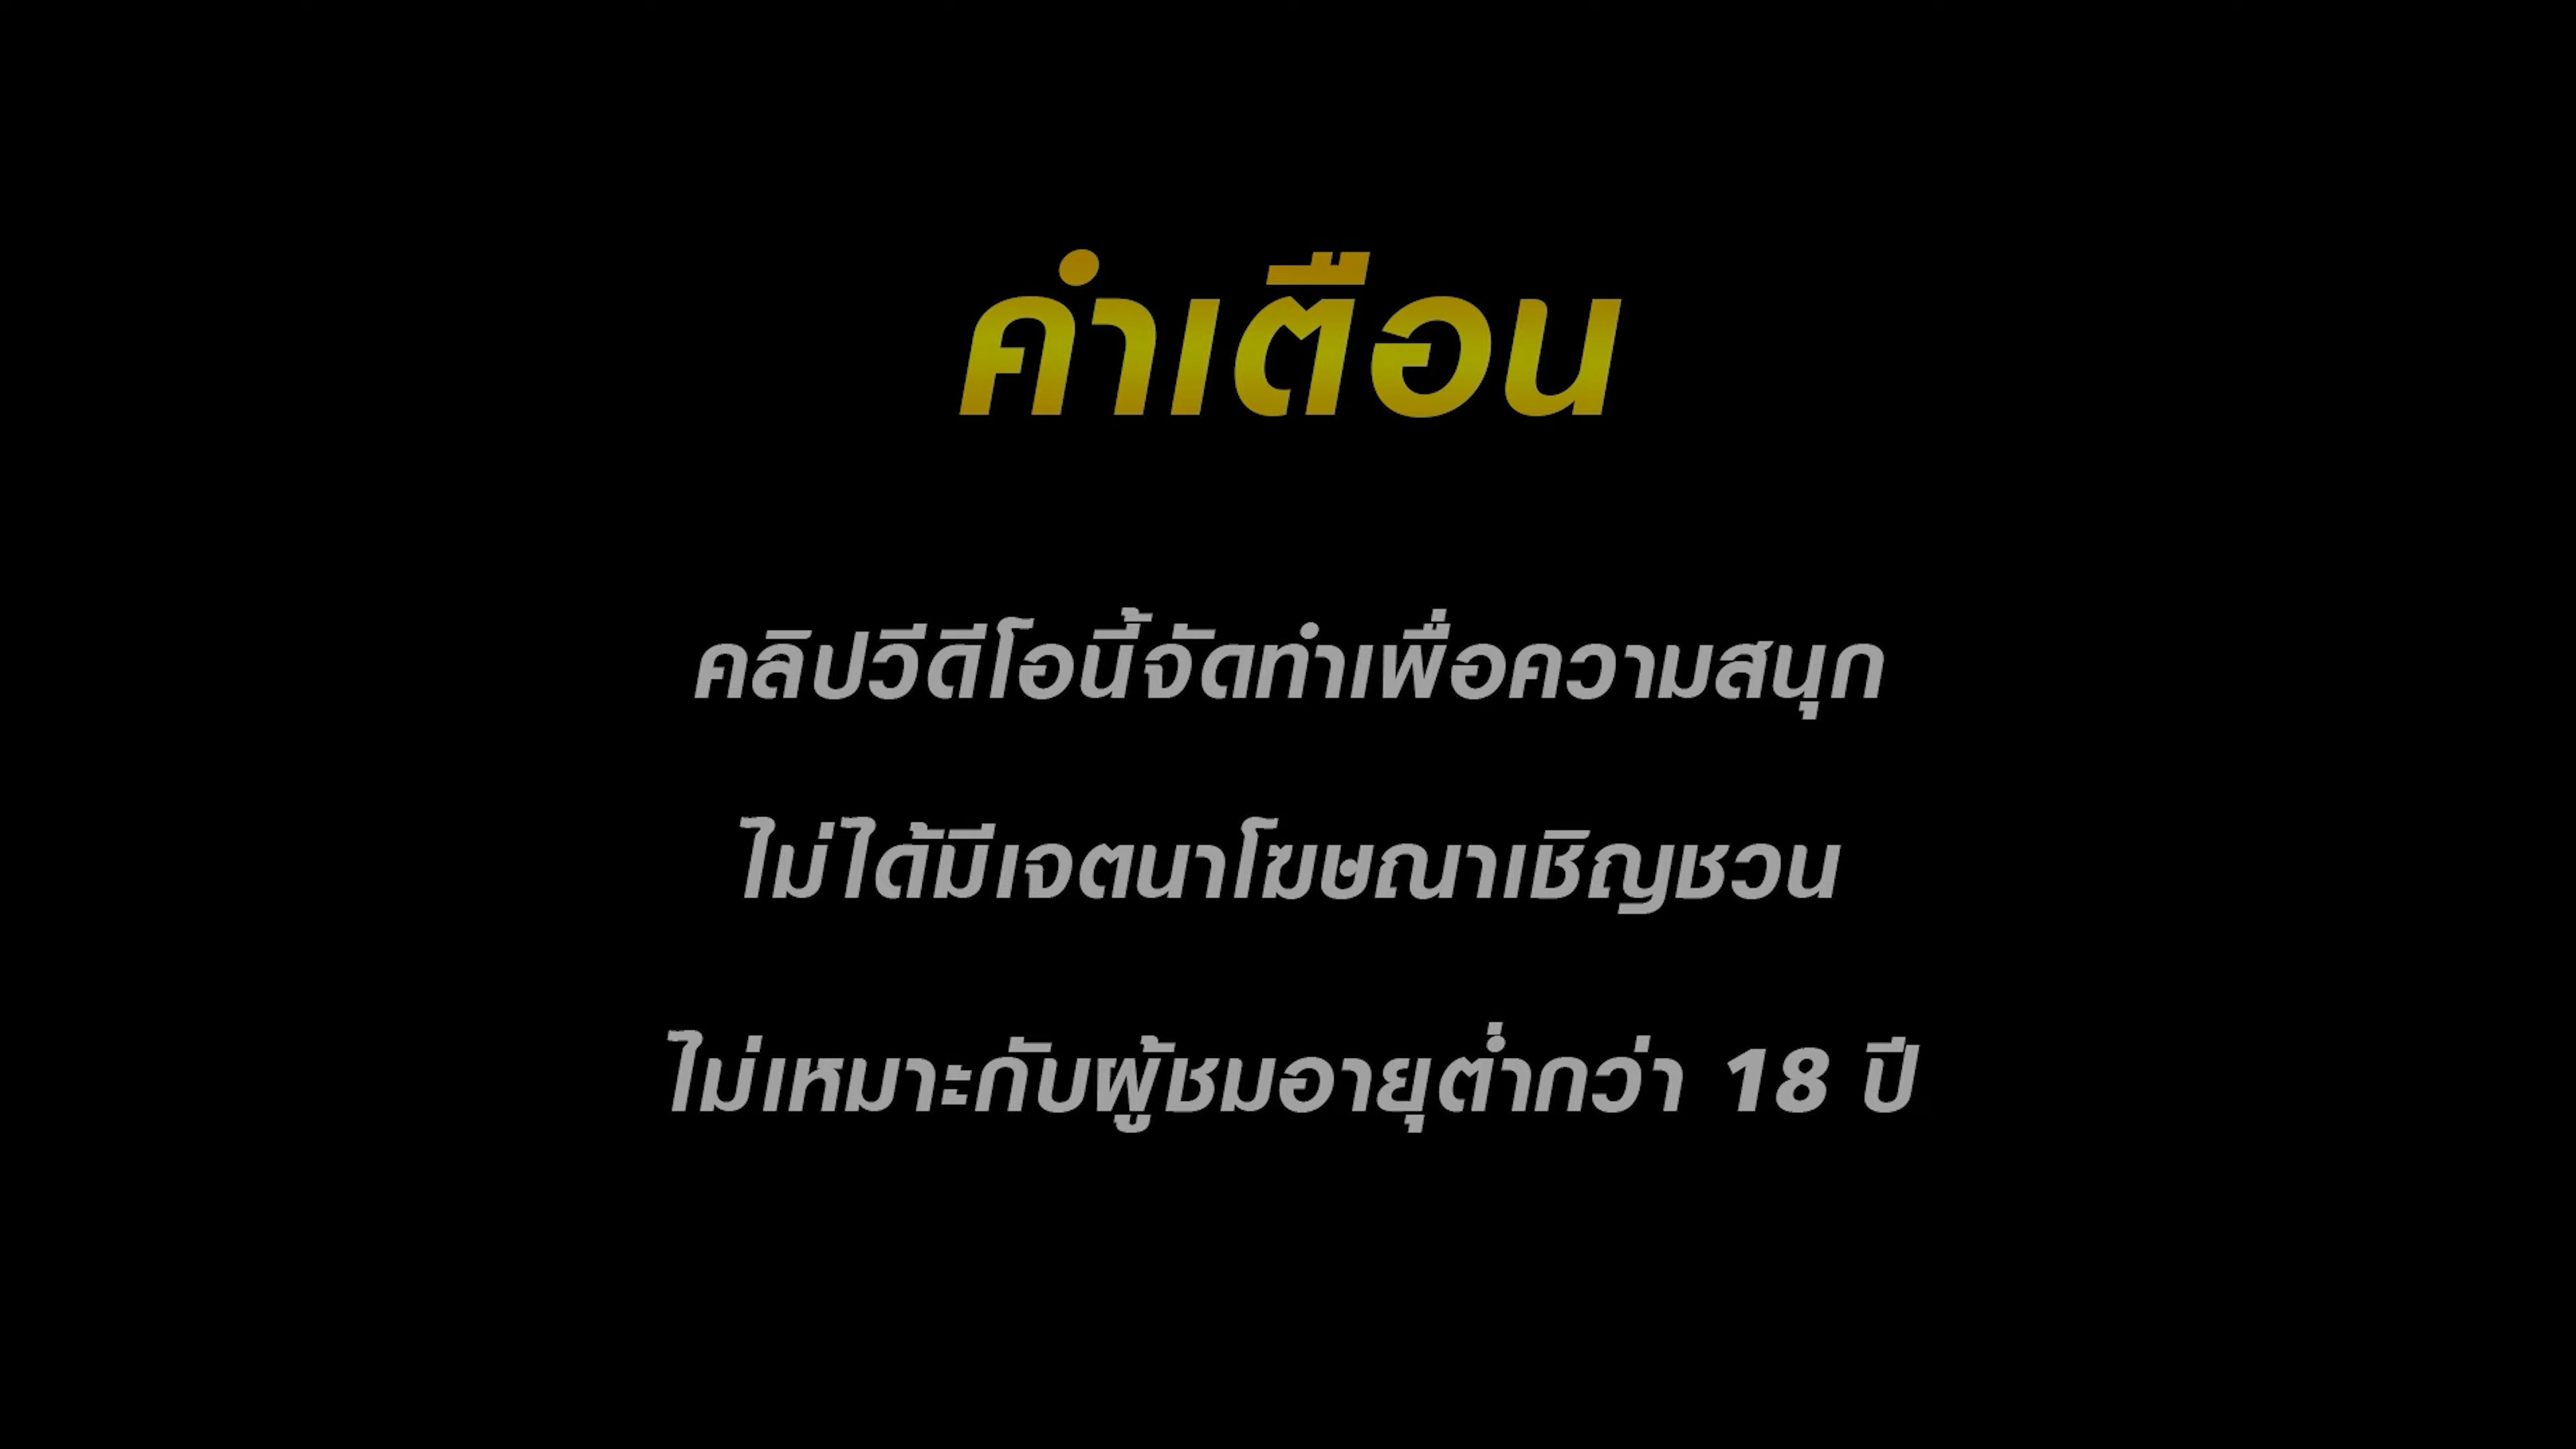 คำเตือน
คลิปวีดีโอนี้จัดทำเพื่อความสนุก
ไม่ได้มีเจตนาโฆษณาเชิญชวน
ไม่เหมาะกับผู้ชมอายุต่ำกว่า 18 ปี